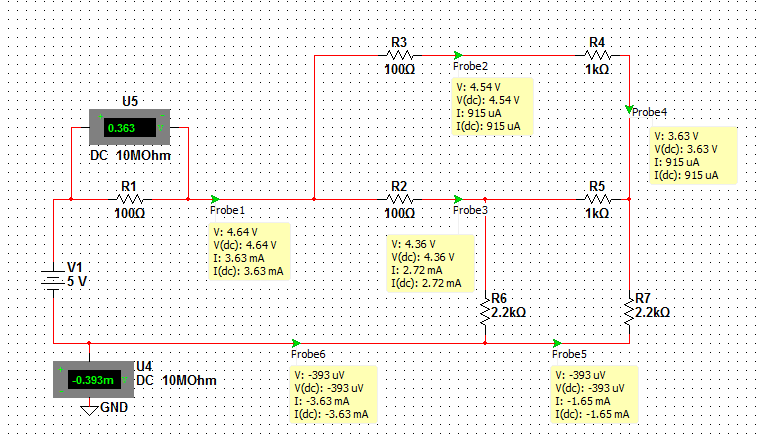 R3
100Ω
Probe2
V: 4.54 V
V(dc): 4.54 V
I: 915 uA
I(dc): 915 uA
R4
1kΩ
Probe4
V: 3.63 V
V(dc): 3.63 V
I: 915 uA
I(dc): 915 uA
U5
+
0.363
V
-
DC 10MOhm
R1
100Ω
Probe1
V: 4.64 V
V(dc): 4.64 V
I: 3.63 mA
I(dc): 3.63 mA
R2
100Ω
Probe3
V: 4.36 V
V(dc): 4.36 V
I: 2.72 mA
I(dc): 2.72 mA
R5
1kΩ
V1
5 V
R6
2.2kΩ
R7
2.2kΩ
U4
+
-0.393m
V
-
DC 10MOhm
GND
Probe6
V: -393 uV
V(dc): -393 uV
I: -3.63 mA
I(dc): -3.63 mA
Probe5
V: -393 uV
V(dc): -393 uV
I: -1.65 mA
I(dc): -1.65 mA